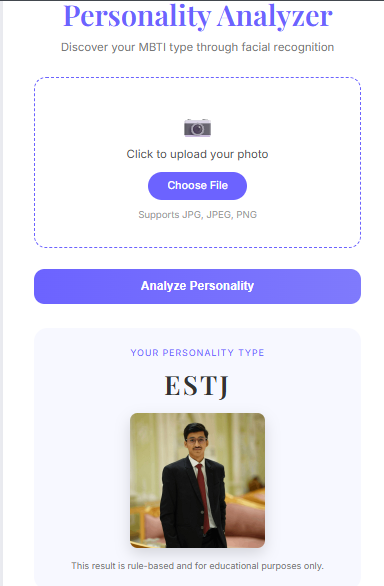 Personality Analyzer
Discover your MBTI type through facial recognition
Click to upload your photo
Choose File
Supports JPG, JPEG, PNG
Analyze Personality
YOUR PERSONALITY TYPE
ESTJ
This result is rule-based and for educational purposes only.